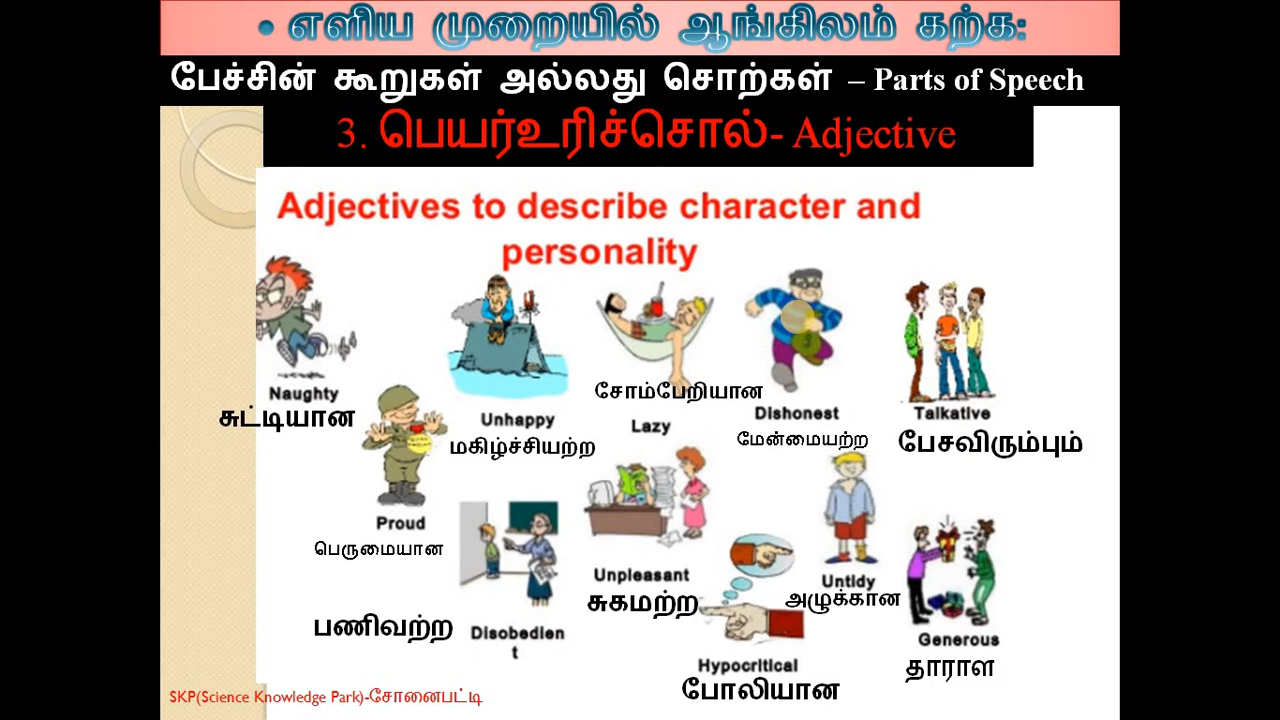 • எளிய முறையில் ஆங்கிலம் கற்க:
பேச்சின் கூறுகள் அல்லது சொற்கள் – Parts of Speech
3. பெயர்உரிச்சொல்- Adjective
Adjectives to describe character and
personality
Naughty
சுட்டியான
Unhappy
மகிழ்ச்சியற்ற
சோம்பேறியான
Lazy
Dishonest
மேன்மையற்ற
Talkative
பேசவிரும்பும்
Proud
பெருமையான
பணிவற்ற
Disobedien
t
Unpleasant
சுகமற்ற
Untidy
அழுக்கான
Hypocritical
போலியான
Generous
தாராள
SKP(Science Knowledge Park)-சோனைபட்டி